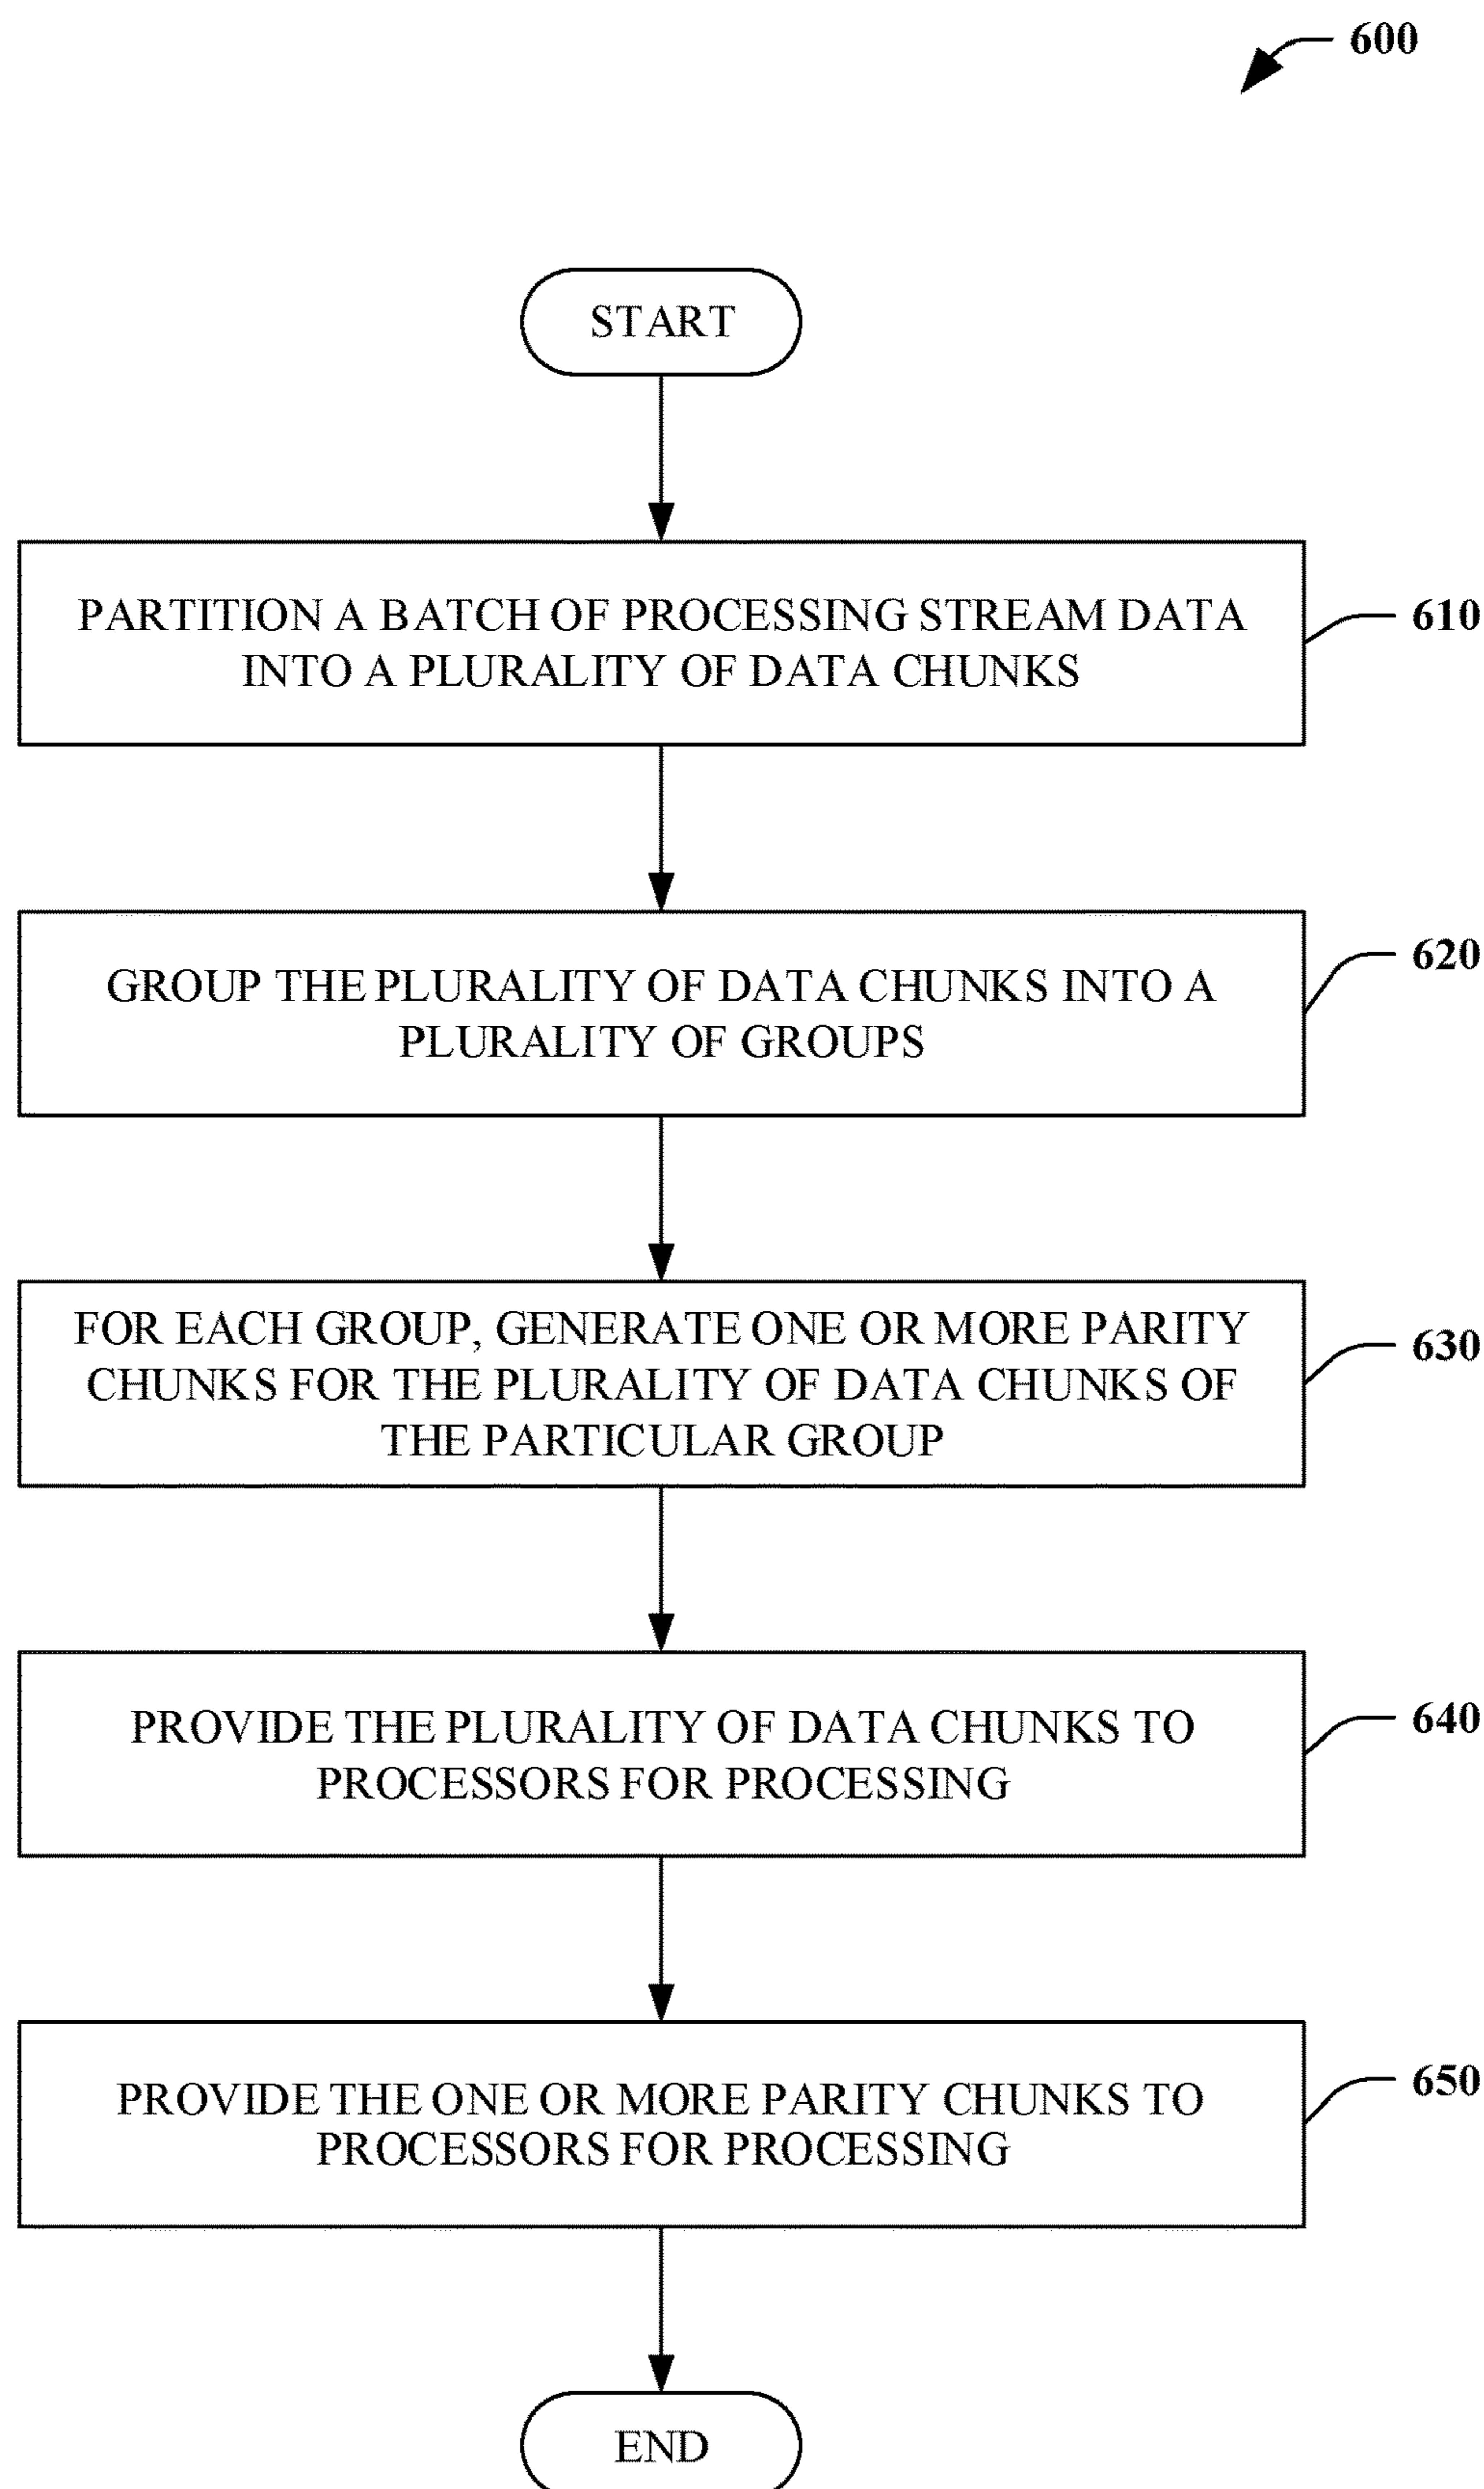 600
START
PARTITION A BATCH OF PROCESSING STREAM DATA
INTO A PLURALITY OF DATA CHUNKS
610
GROUP THE PLURALITY OF DATA CHUNKS INTO A
PLURALITY OF GROUPS
620
FOR EACH GROUP, GENERATE ONE OR MORE PARITY
CHUNKS FOR THE PLURALITY OF DATA CHUNKS OF
THE PARTICULAR GROUP
630
PROVIDE THE PLURALITY OF DATA CHUNKS TO
PROCESSORS FOR PROCESSING
640
PROVIDE THE ONE OR MORE PARITY CHUNKS TO
PROCESSORS FOR PROCESSING
650
END